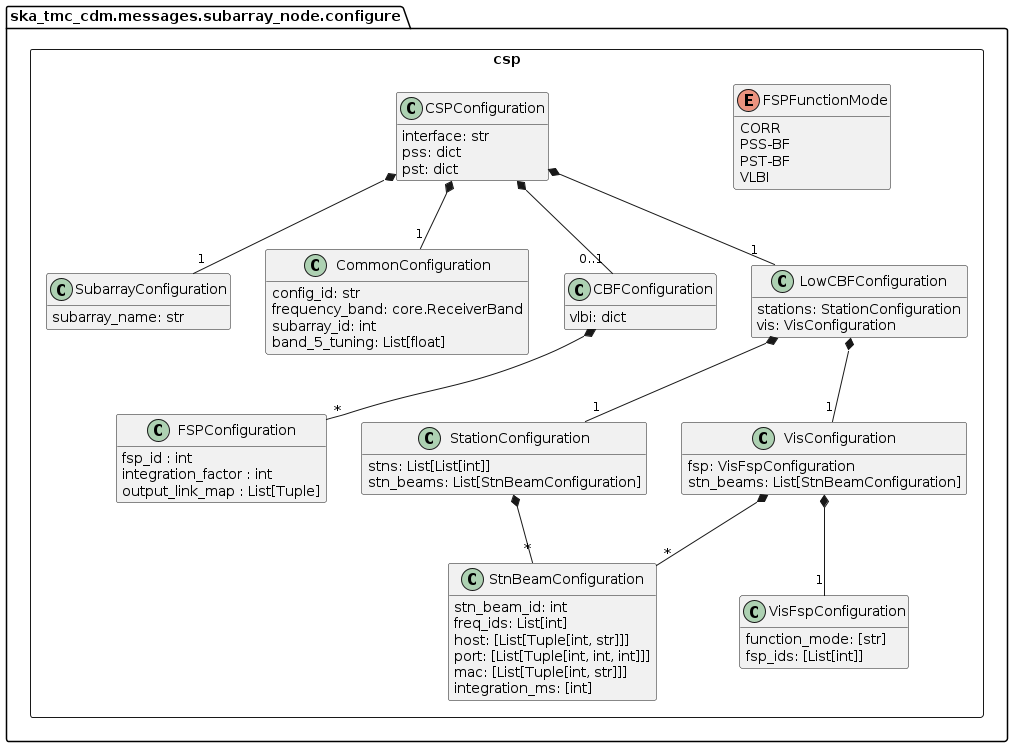 ska_tmc_cdm.messages.subarray_node.configure
csp
C CSPConfiguration
interface: str
pss: dict
pst: dict
E FSPFunctionMode
CORR
PSS-BF
PST-BF
VLBI
1
1
0..1
1
C SubarrayConfiguration
subarray_name: str
C CommonConfiguration
config_id: str
frequency_band: core.ReceiverBand
subarray_id: int
band_5_tuning: List[float]
C CBFConfiguration
vlbi: dict
C LowCBFConfiguration
stations: StationConfiguration
vis: VisConfiguration
*
1
1
C FSPConfiguration
fsp_id : int
integration_factor : int
output_link_map : List[Tuple]
C StationConfiguration
stns: List[List[int]]
stn_beams: List[StnBeamConfiguration]
C VisConfiguration
fsp: VisFspConfiguration
stn_beams: List[StnBeamConfiguration]
*
*
1
C StnBeamConfiguration
stn_beam_id: int
freq_ids: List[int]
host: [List[Tuple[int, str]]]
port: [List[Tuple[int, int, int]]]
mac: [List[Tuple[int, str]]]
integration_ms: [int]
C VisFspConfiguration
function_mode: [str]
fsp_ids: [List[int]]